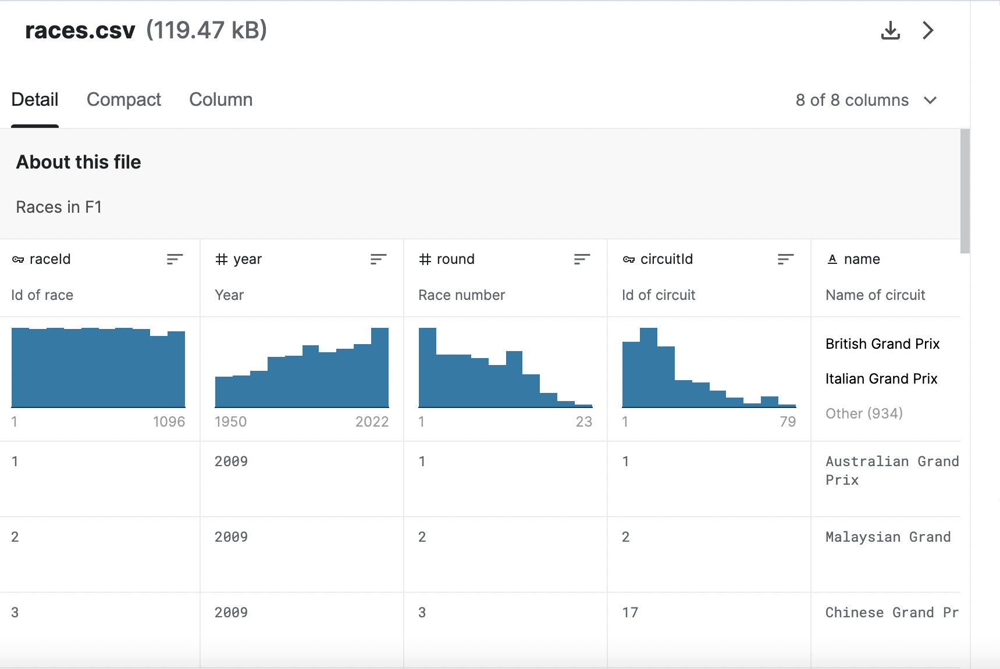 races.csv (119.47 kB)
Detail Compact Column 8 of 8 columns
About this file
Races in F1
raceId # year # round circuitId A name
Id of race Year Race number Id of circuit Name of circuit
British Grand Prix
Italian Grand Prix
Other (934)
1 1096 1950 2022 1 23 1 79
1 2009 1 1 Australian Grand
Prix
2 2009 2 2 Malaysian Grand
3 2009 3 17 Chinese Grand Pr